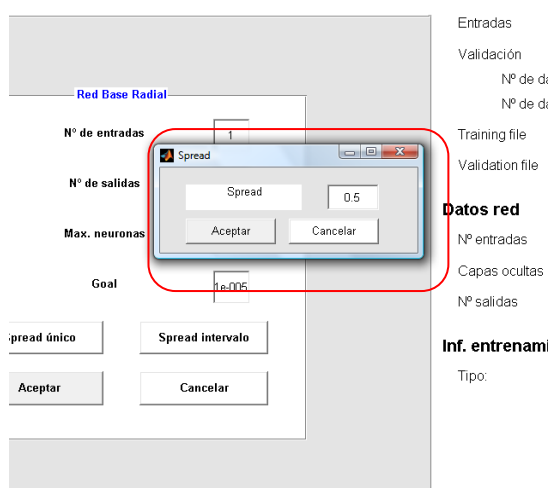 Red Base Radial
Nº de entradas
1
Nº de salidas
Max. neuronas
Goal
1e-005
pread único
Spread intervalo
Aceptar
Cancelar
Spread
Spread
0.5
Aceptar
Cancelar
Entradas
Validación
Nº de da
Nº de da
Training file
Validation file
Datos red
Nº entradas
Capas ocultas
Nº salidas
Inf. entrenami
Tipo: